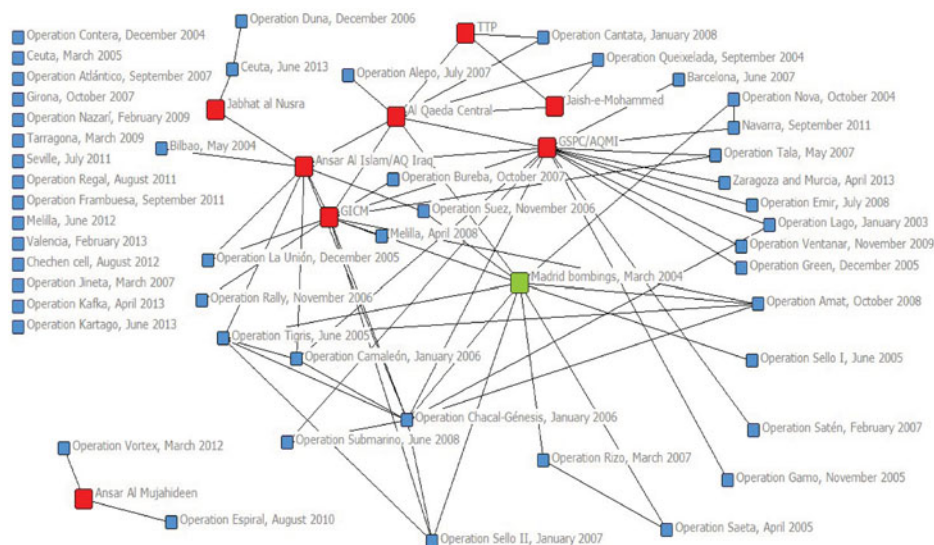 Operation Contera, December 2004
Ceuta, March 2005
Operation Atlántico, September 2007
Girona, October 2007
Operation Nazarí, February 2009
Tarragona, March 2009
Seville, July 2011
Operation Regal, August 2011
Operation Frambuesa, September 2011
Melilla, June 2012
Valencia, February 2013
Chechen cell, August 2012
Operation Jineta, March 2007
Operation Kafka, April 2013
Operation Kartago, June 2013
Operation Duna, December 2006
TTP
Operation Cantata, January 2008
Operation Queixelada, September 2004
Ceuta, June 2013
Operation Alepo, July 2007
Barcelona, June 2007
Operation Nova, October 2004
Jabhat al Nusra
Al Qaeda Central
Jaish-e-Mohammed
Navarra, September 2011
Bilbao, May 2004
GSPC/AQMI
Operation Tala, May 2007
Ansar Al Islam/AQ Iraq
Operation Bureba, October 2007
Zaragoza and Murcia, April 2013
Operation Emir, July 2008
GICM
Operation Suez, November 2006
Operation Lago, January 2003
Melilla, April 2008
Operation Ventanar, November 2009
Operation La Unión, December 2005
Operation Green, December 2005
Madrid bombings, March 2004
Operation Rally, November 2006
Operation Amat, October 2008
Operation Tigris, June 2005
Operation Camaleón, January 2006
Operation Sello I, June 2005
Operation Chacal-Génesis, January 2006
Operation Submarino, June 2008
Operation Satén, February 2007
Operation Vortex, March 2012
Operation Rizo, March 2007
Operation Gamo, November 2005
Ansar Al Mujahideen
Operation Espiral, August 2010
Operation Saeta, April 2005
Operation Sello II, January 2007